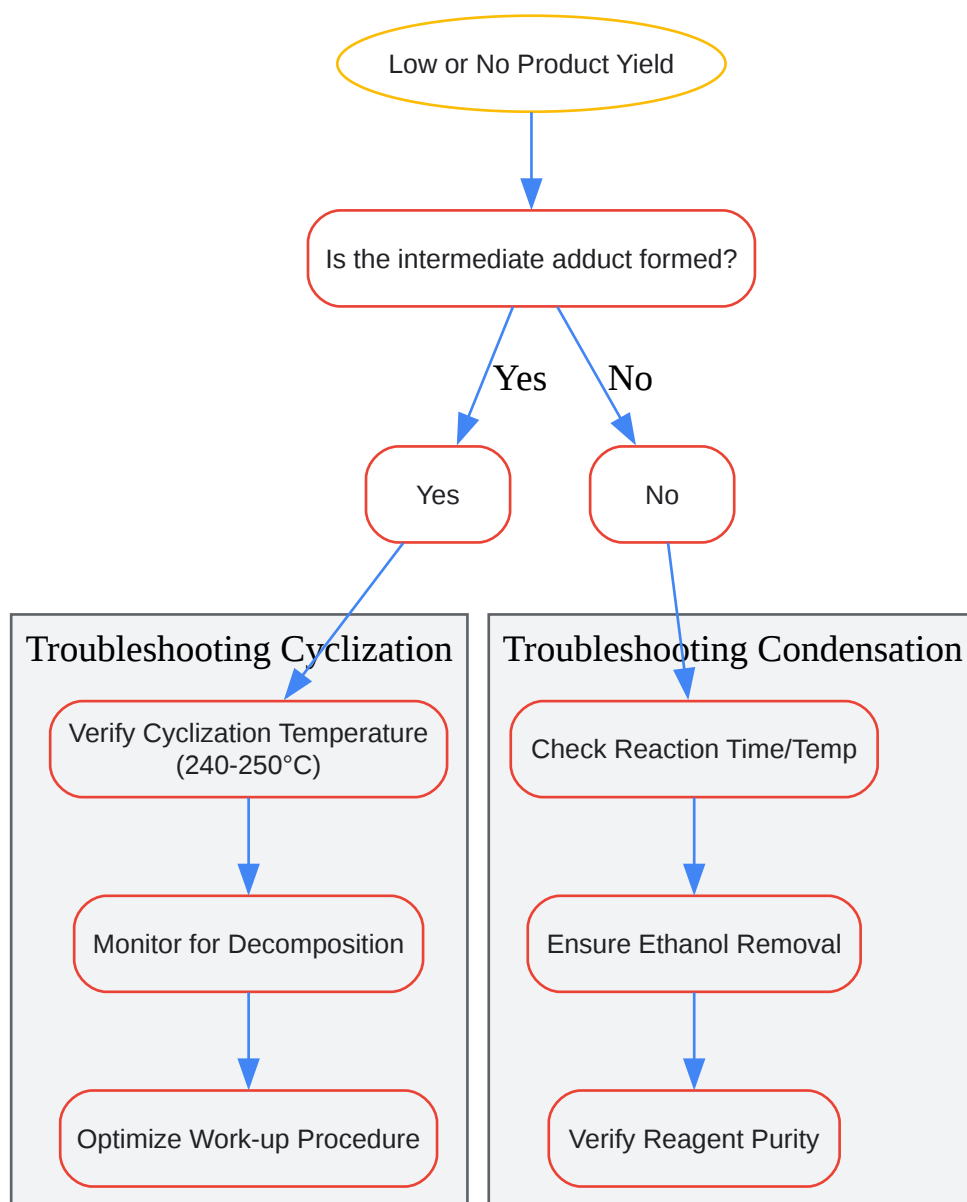 Low or No Product Yield
Is the intermediate adduct formed?
Yes
No
Yes
No
Troubleshooting Cyclization
Verify Cyclization Temperature
(240-250°C)
Monitor for Decomposition
Optimize Work-up Procedure
Troubleshooting Condensation
Check Reaction Time/Temp
Ensure Ethanol Removal
Verify Reagent Purity